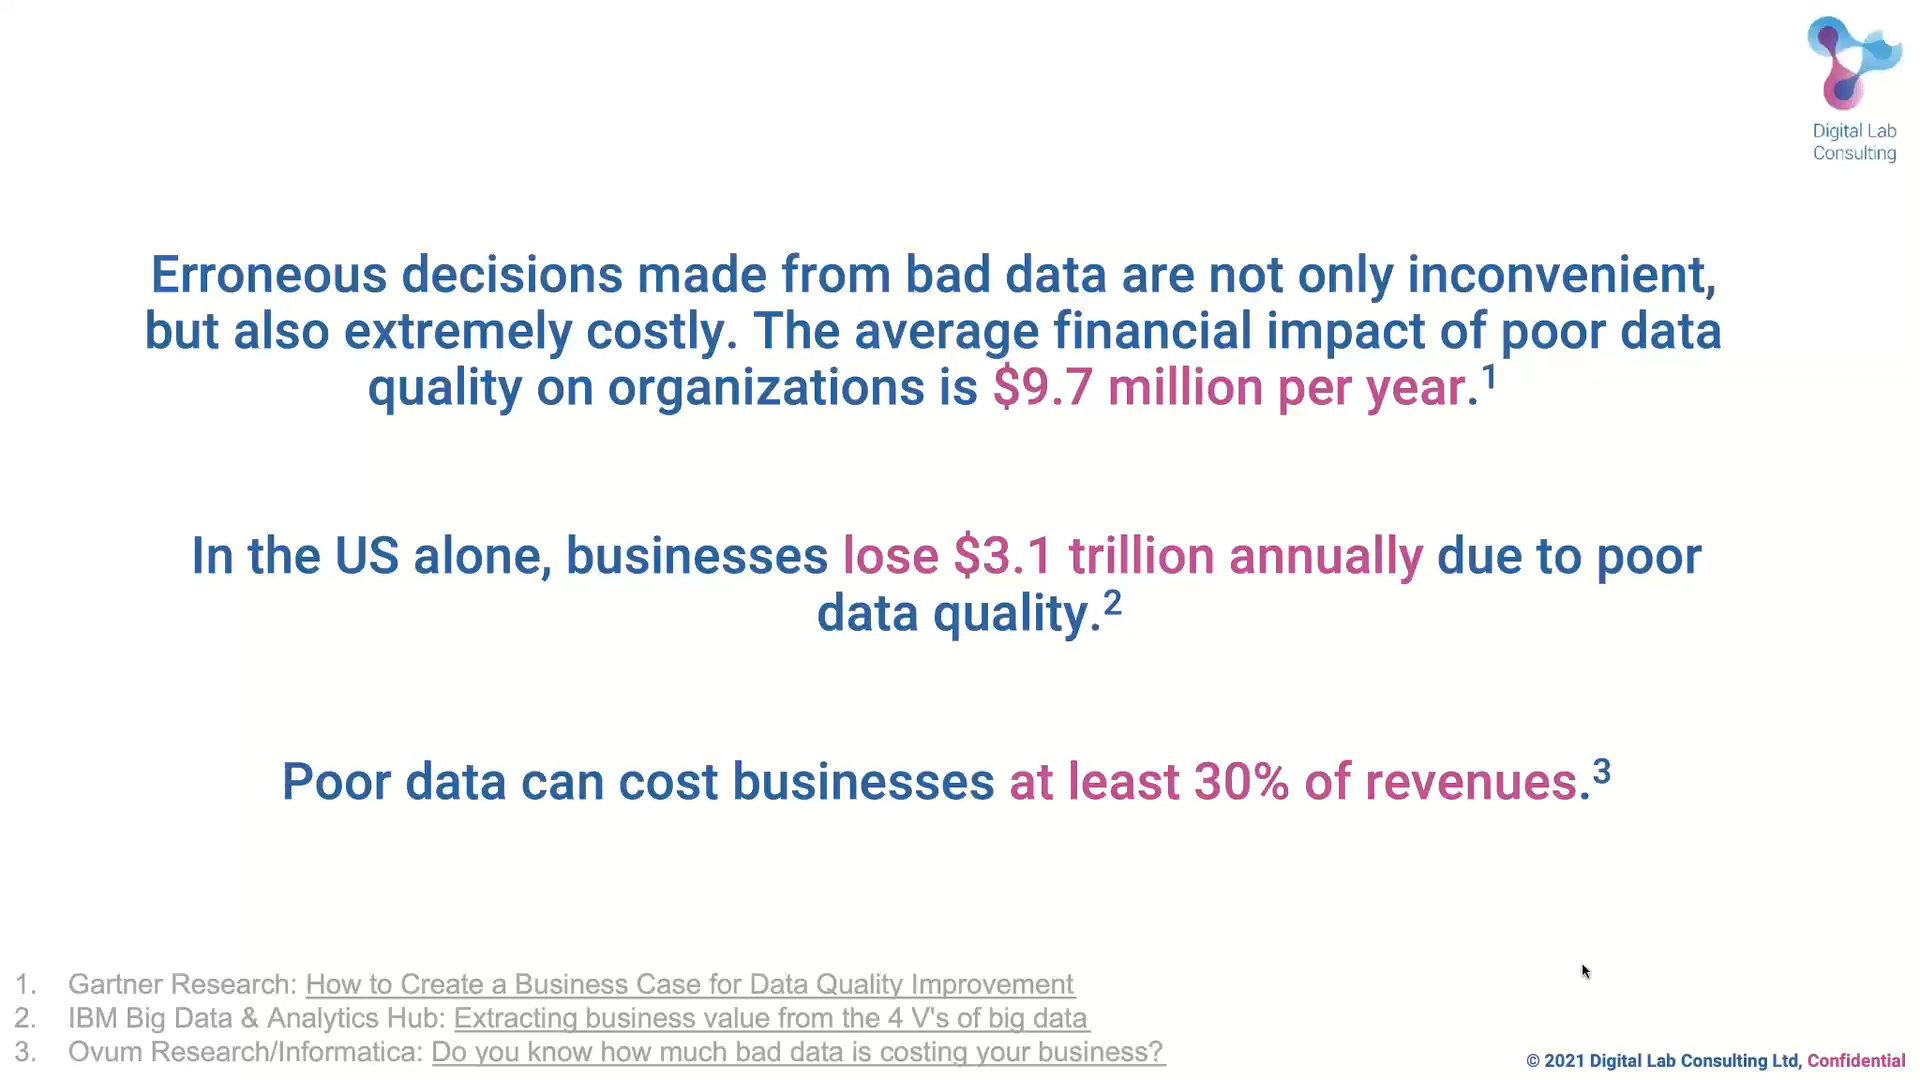 Digital Lab
Consulting
Erroneous decisions made from bad data are not only inconvenient,
but also extremely costly. The average financial impact of poor data
quality on organizations is $9.7 million per year.¹
In the US alone, businesses lose $3.1 trillion annually due to poor
data quality.²
Poor data can cost businesses at least 30% of revenues.³
1. Gartner Research: How to Create a Business Case for Data Quality Improvement
2. IBM Big Data & Analytics Hub: Extracting business value from the 4 V's of big data
3. Ovum Research/Informatica: Do you know how much bad data is costing your business?
© 2021 Digital Lab Consulting Ltd, Confidential